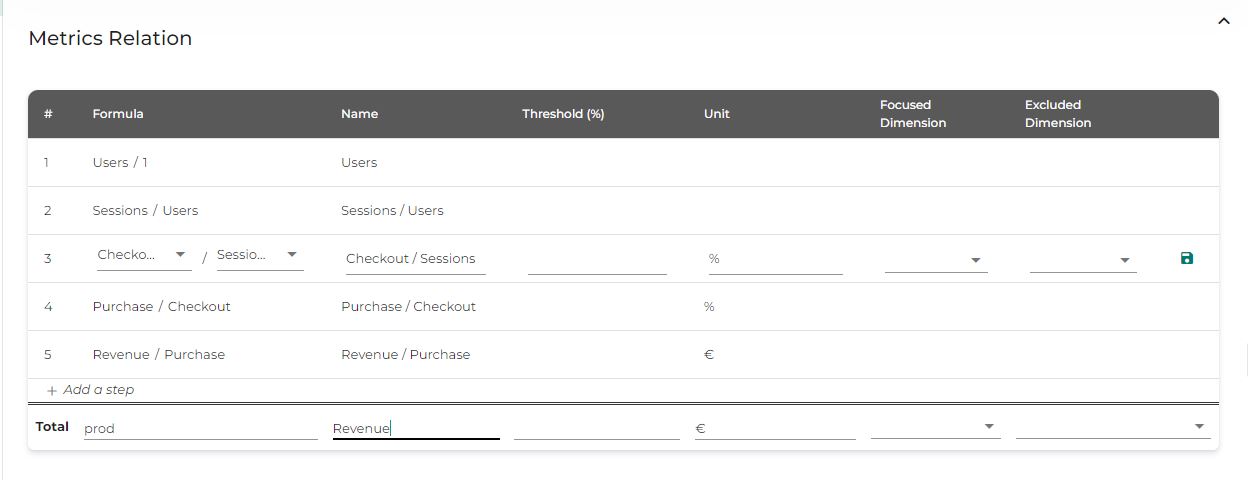 Metrics Relation
# Formula Name Threshold (%) Unit Focused Dimension Excluded Dimension
1 Users / 1 Users
2 Sessions / Users Sessions / Users
3 Checko... / Sessio... Checkout / Sessions %
4 Purchase / Checkout Purchase / Checkout %
5 Revenue / Purchase Revenue / Purchase €
+ Add a step
Total prod Revenue €